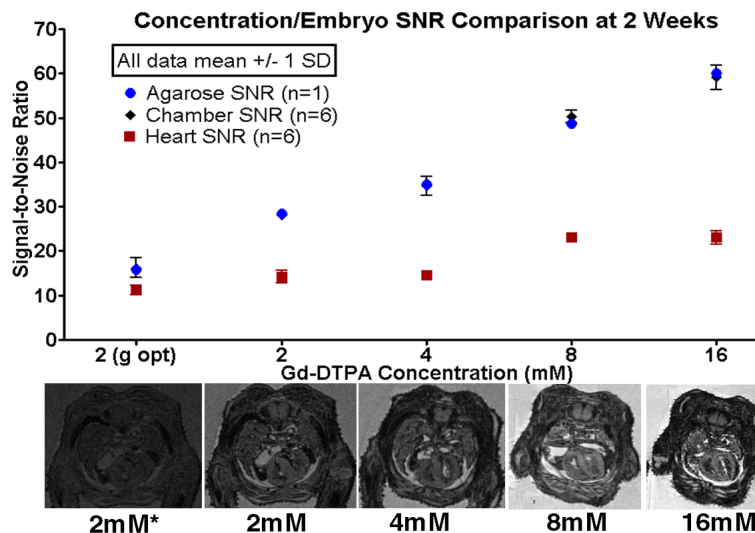 Concentration/Embryo SNR Comparison at 2 Weeks
70
60
50
40
30
20
10
0
Signal-to-Noise Ratio
All data mean +/- 1 SD
Agarose SNR (n=1)
Chamber SNR (n=6)
Heart SNR (n=6)
2 (g opt) 2 4 8 16
Gd-DTPA Concentration (mM)
2mM* 2mM 4mM 8mM 16mM